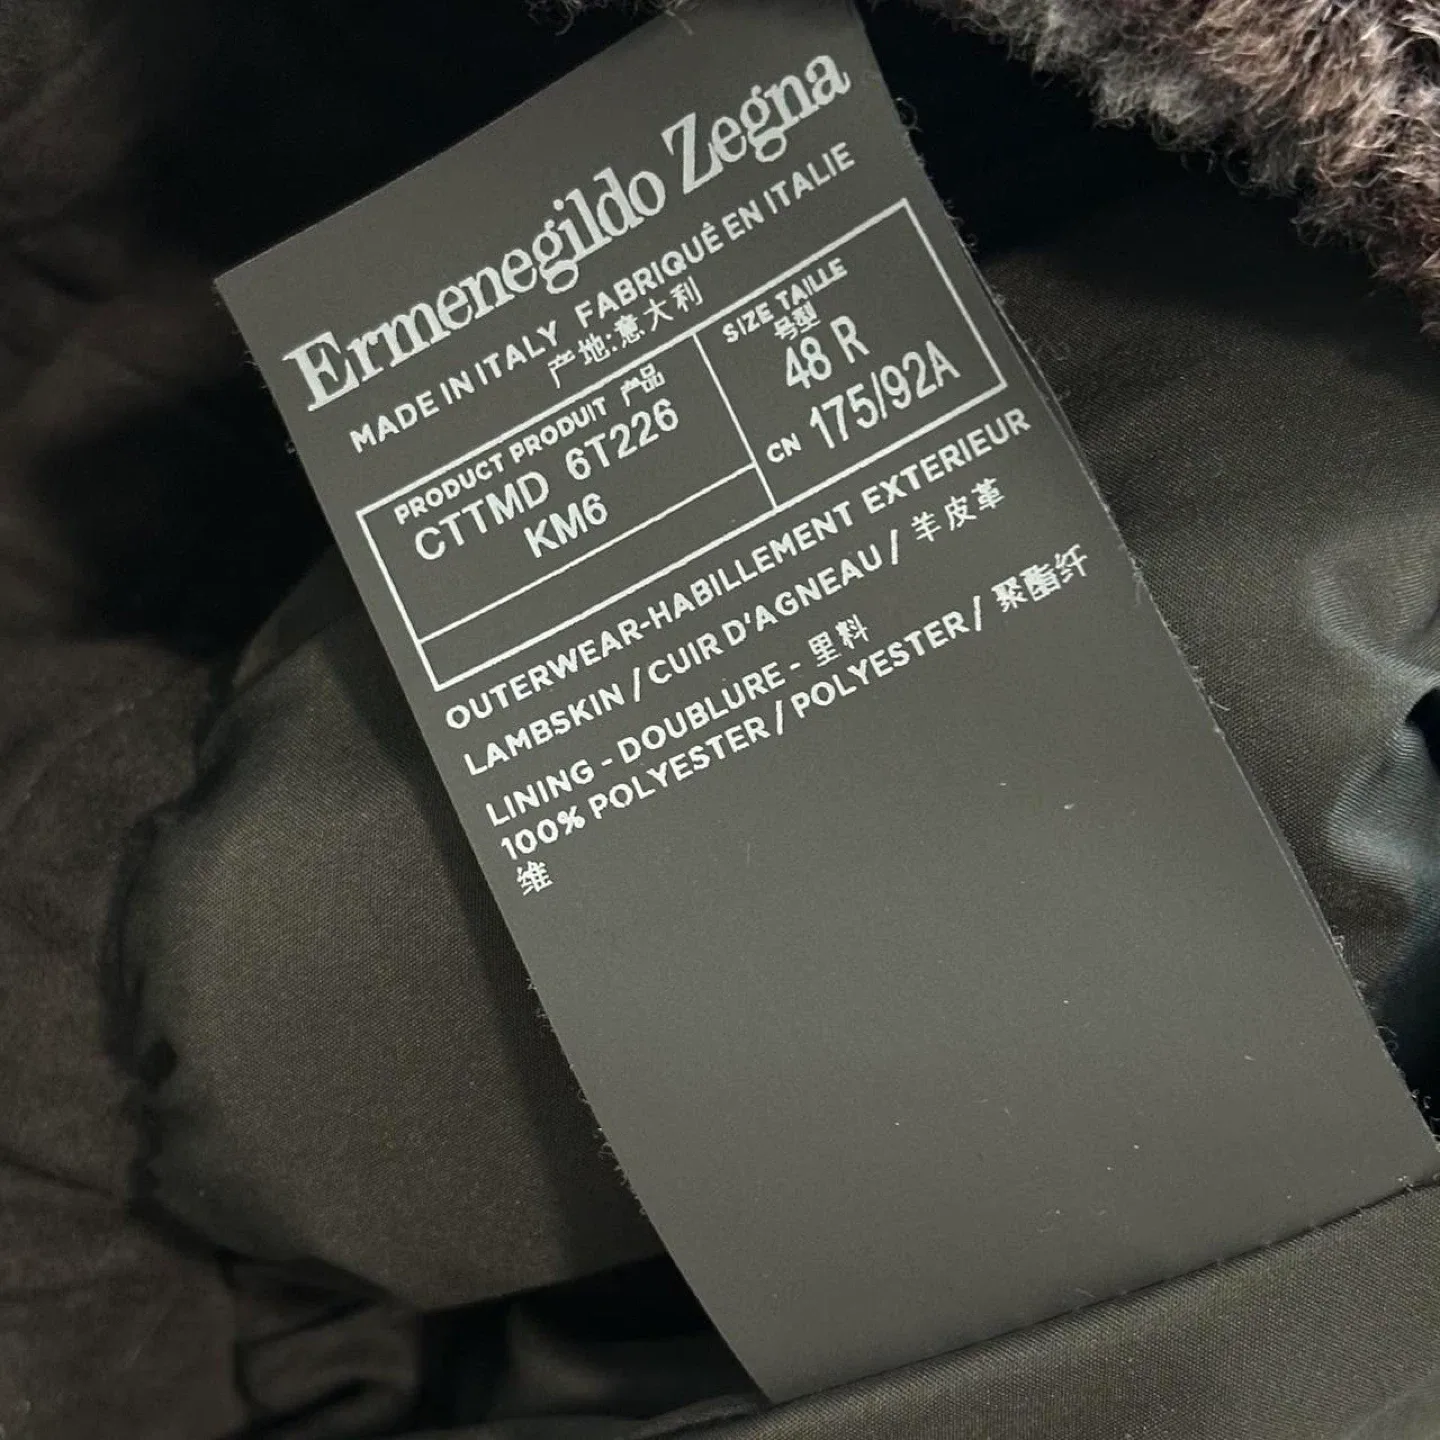 Ermenegildo Zegna
MADE IN ITALY FABRIQUÉ EN ITALIE
产地:意大利
PRODUCT PRODUIT 产品
CTTMD 6T226
KM6
SIZE TAILLE
号型
48 R
CN 175/92A
OUTERWEAR-HABILLEMENT EXTERIEUR
LAMBSKIN / CUIR D'AGNEAU / 羊皮革
LINING - DOUBLURE - 里料
100% POLYESTER / POLYESTER / 聚酯纤
维